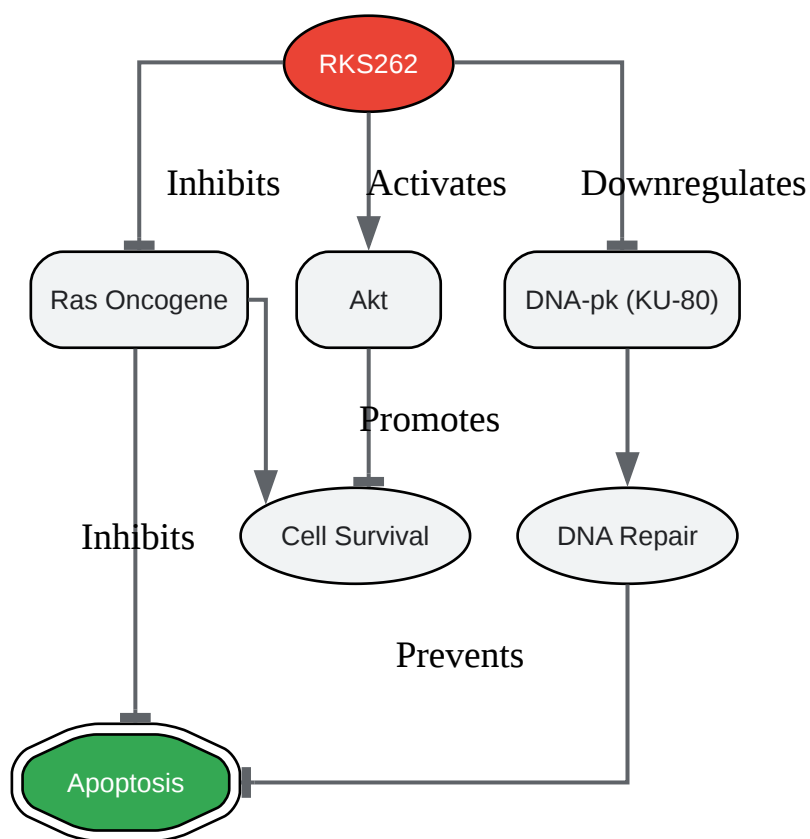 RKS262
Inhibits
Activates
Downregulates
Ras Oncogene
Akt
DNA-pk (KU-80)
Promotes
Inhibits
Cell Survival
DNA Repair
Prevents
Apoptosis